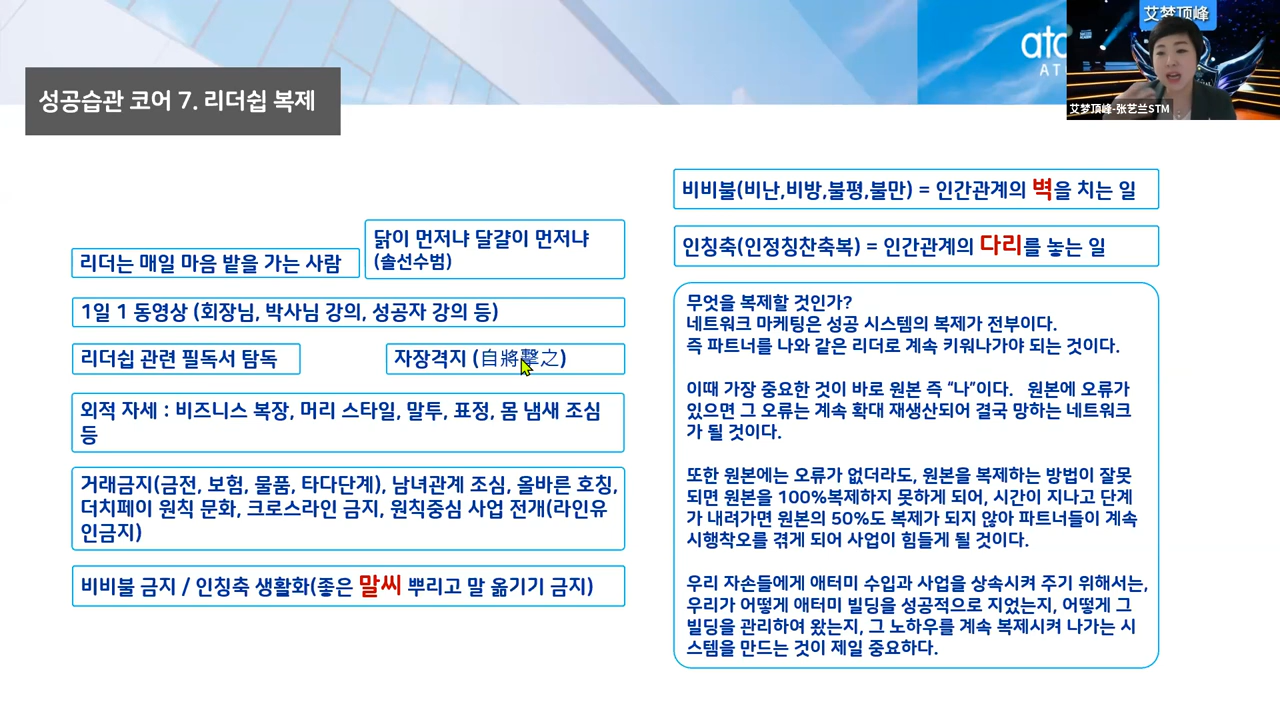 艾梦顶峰
atc
AT
艾梦顶峰-张艺兰STM
성공습관 코어 7. 리더쉽 복제
리더는 매일 마음 밭을 가는 사람
닭이 먼저냐 달걀이 먼저냐
(솔선수범)
1일 1 동영상 (회장님, 박사님 강의, 성공자 강의 등)
리더쉽 관련 필독서 탐독
자장격지 (自將擊之)
외적 자세 : 비즈니스 복장, 머리 스타일, 말투, 표정, 몸 냄새 조심
등
거래금지(금전, 보험, 물품, 타다단계), 남녀관계 조심, 올바른 호칭,
더치페이 원칙 문화, 크로스라인 금지, 원칙중심 사업 전개(라인유
인금지)
비비불 금지 / 인칭축 생활화(좋은 말씨 뿌리고 말 옮기기 금지)
비비불(비난,비방,불평,불만) = 인간관계의 벽을 치는 일
인칭축(인정칭찬축복) = 인간관계의 다리를 놓는 일
무엇을 복제할 것인가?
네트워크 마케팅은 성공 시스템의 복제가 전부이다.
즉 파트너를 나와 같은 리더로 계속 키워나가야 되는 것이다.
이때 가장 중요한 것이 바로 원본 즉 “나”이다. 원본에 오류가
있으면 그 오류는 계속 확대 재생산되어 결국 망하는 네트워크
가 될 것이다.
또한 원본에는 오류가 없더라도, 원본을 복제하는 방법이 잘못
되면 원본을 100%복제하지 못하게 되어, 시간이 지나고 단계
가 내려가면 원본의 50%도 복제가 되지 않아 파트너들이 계속
시행착오를 겪게 되어 사업이 힘들게 될 것이다.
우리 자손들에게 애터미 수입과 사업을 상속시켜 주기 위해서는,
우리가 어떻게 애터미 빌딩을 성공적으로 지었는지, 어떻게 그
빌딩을 관리하여 왔는지, 그 노하우를 계속 복제시켜 나가는 시
스템을 만드는 것이 제일 중요하다.